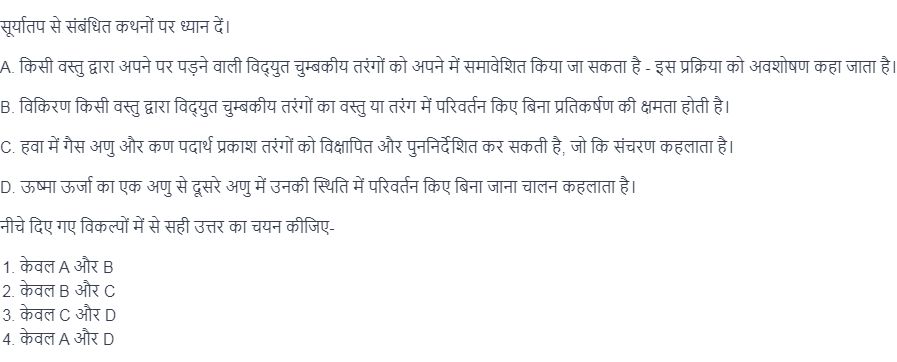 सूर्यातप से संबंधित कथनों पर ध्यान दें।
A. किसी वस्तु द्वारा अपने पर पड़ने वाली विद्युत चुम्बकीय तरंगों को अपने में समावेशित किया जा सकता है - इस प्रक्रिया को अवशोषण कहा जाता है।
B. विकिरण किसी वस्तु द्वारा विद्युत चुम्बकीय तरंगों का वस्तु या तरंग में परिवर्तन किए बिना प्रतिकर्षण की क्षमता होती है।
C. हवा में गैस अणु और कण पदार्थ प्रकाश तरंगों को विक्षापित और पुननिर्देशित कर सकती है, जो कि संचरण कहलाता है।
D. ऊष्मा ऊर्जा का एक अणु से दूसरे अणु में उनकी स्थिति में परिवर्तन किए बिना जाना चालन कहलाता है।
नीचे दिए गए विकल्पों में से सही उत्तर का चयन कीजिए-
1. केवल A और B
2. केवल B और C
3. केवल C और D
4. केवल A और D